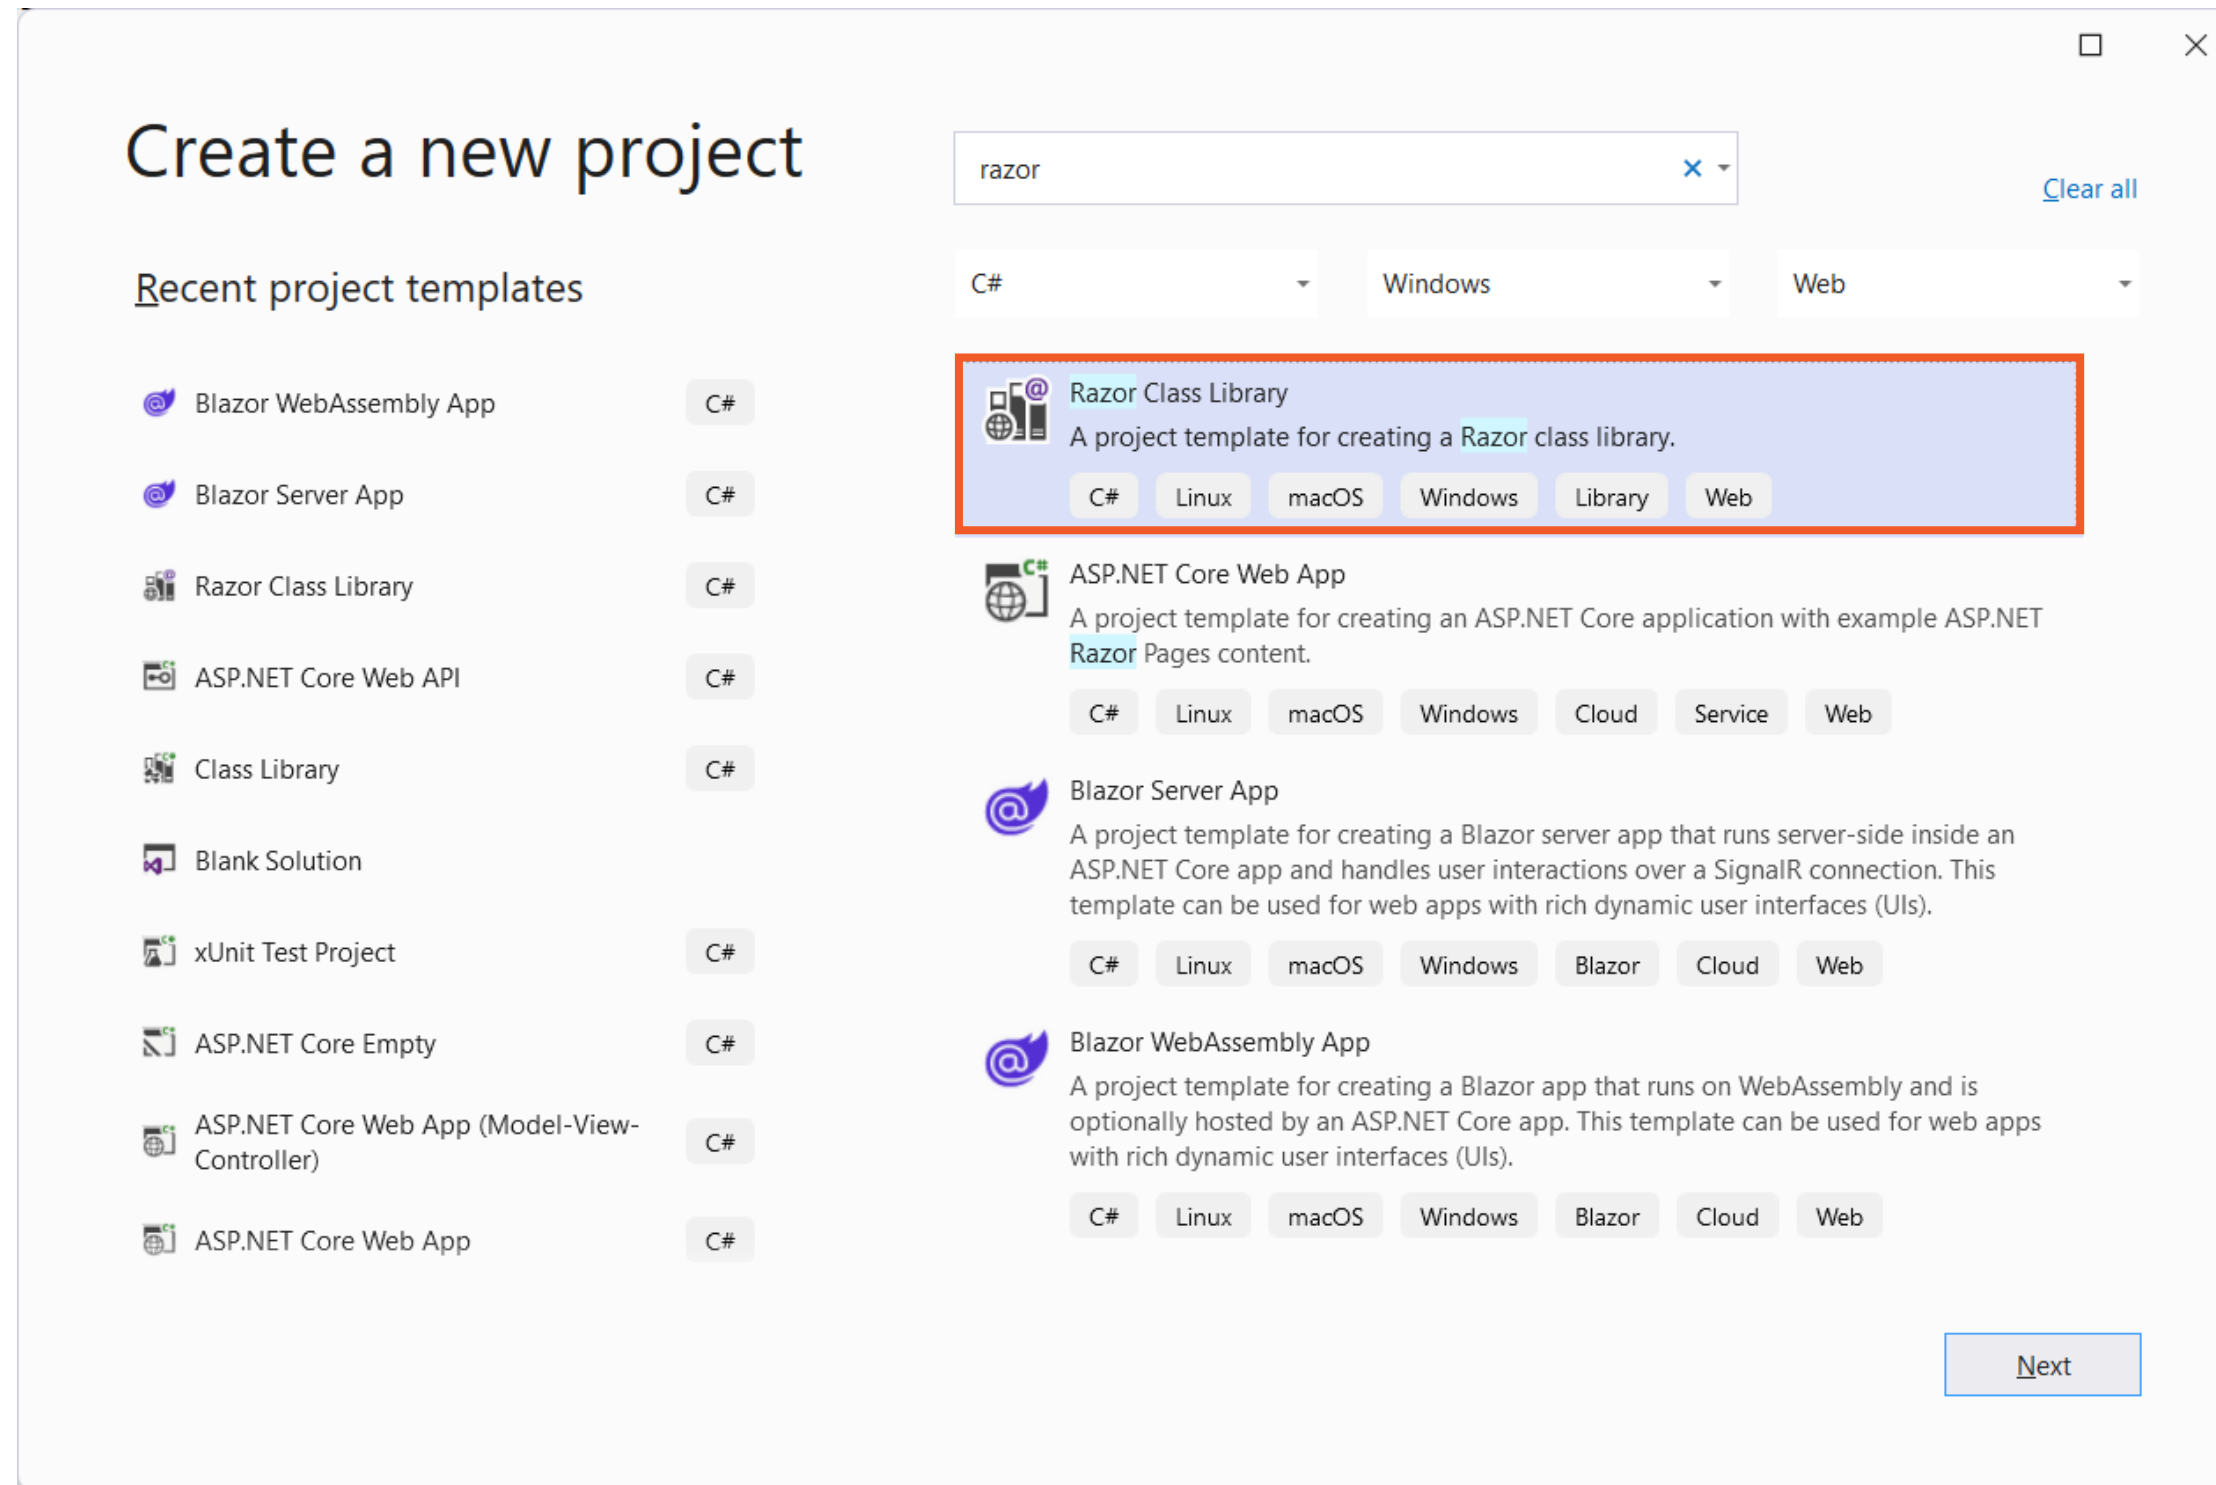 Create a new project
razor
Clear all
Recent project templates
C#
Windows
Web
Blazor WebAssembly App
C#
Blazor Server App
C#
Razor Class Library
C#
ASP.NET Core Web API
C#
Class Library
C#
Blank Solution
xUnit Test Project
C#
ASP.NET Core Empty
C#
ASP.NET Core Web App (Model-View-
Controller)
C#
ASP.NET Core Web App
C#
Razor Class Library
A project template for creating a Razor class library.
C# Linux macOS Windows Library Web
ASP.NET Core Web App
A project template for creating an ASP.NET Core application with example ASP.NET
Razor Pages content.
C# Linux macOS Windows Cloud Service Web
Blazor Server App
A project template for creating a Blazor server app that runs server-side inside an
ASP.NET Core app and handles user interactions over a SignalR connection. This
template can be used for web apps with rich dynamic user interfaces (UIs).
C# Linux macOS Windows Blazor Cloud Web
Blazor WebAssembly App
A project template for creating a Blazor app that runs on WebAssembly and is
optionally hosted by an ASP.NET Core app. This template can be used for web apps
with rich dynamic user interfaces (UIs).
C# Linux macOS Windows Blazor Cloud Web
Next